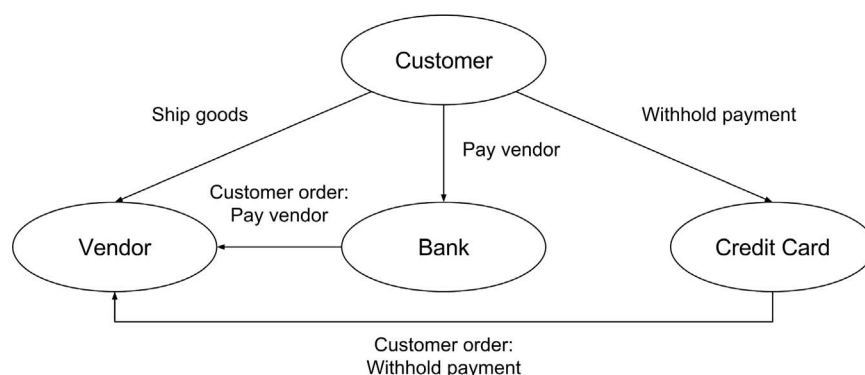 Customer
Ship goods
Withhold payment
Pay vendor
Customer order:
Pay vendor
Vendor
Bank
Credit Card
Customer order:
Withhold payment